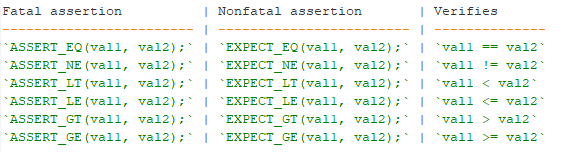 Fatal assertion          | Nonfatal assertion       | Verifies
------------------------ | ------------------------ | --------------
`ASSERT_EQ(val1, val2);` | `EXPECT_EQ(val1, val2);` | `val1 == val2`
`ASSERT_NE(val1, val2);` | `EXPECT_NE(val1, val2);` | `val1 != val2`
`ASSERT_LT(val1, val2);` | `EXPECT_LT(val1, val2);` | `val1 < val2`
`ASSERT_LE(val1, val2);` | `EXPECT_LE(val1, val2);` | `val1 <= val2`
`ASSERT_GT(val1, val2);` | `EXPECT_GT(val1, val2);` | `val1 > val2`
`ASSERT_GE(val1, val2);` | `EXPECT_GE(val1, val2);` | `val1 >= val2`